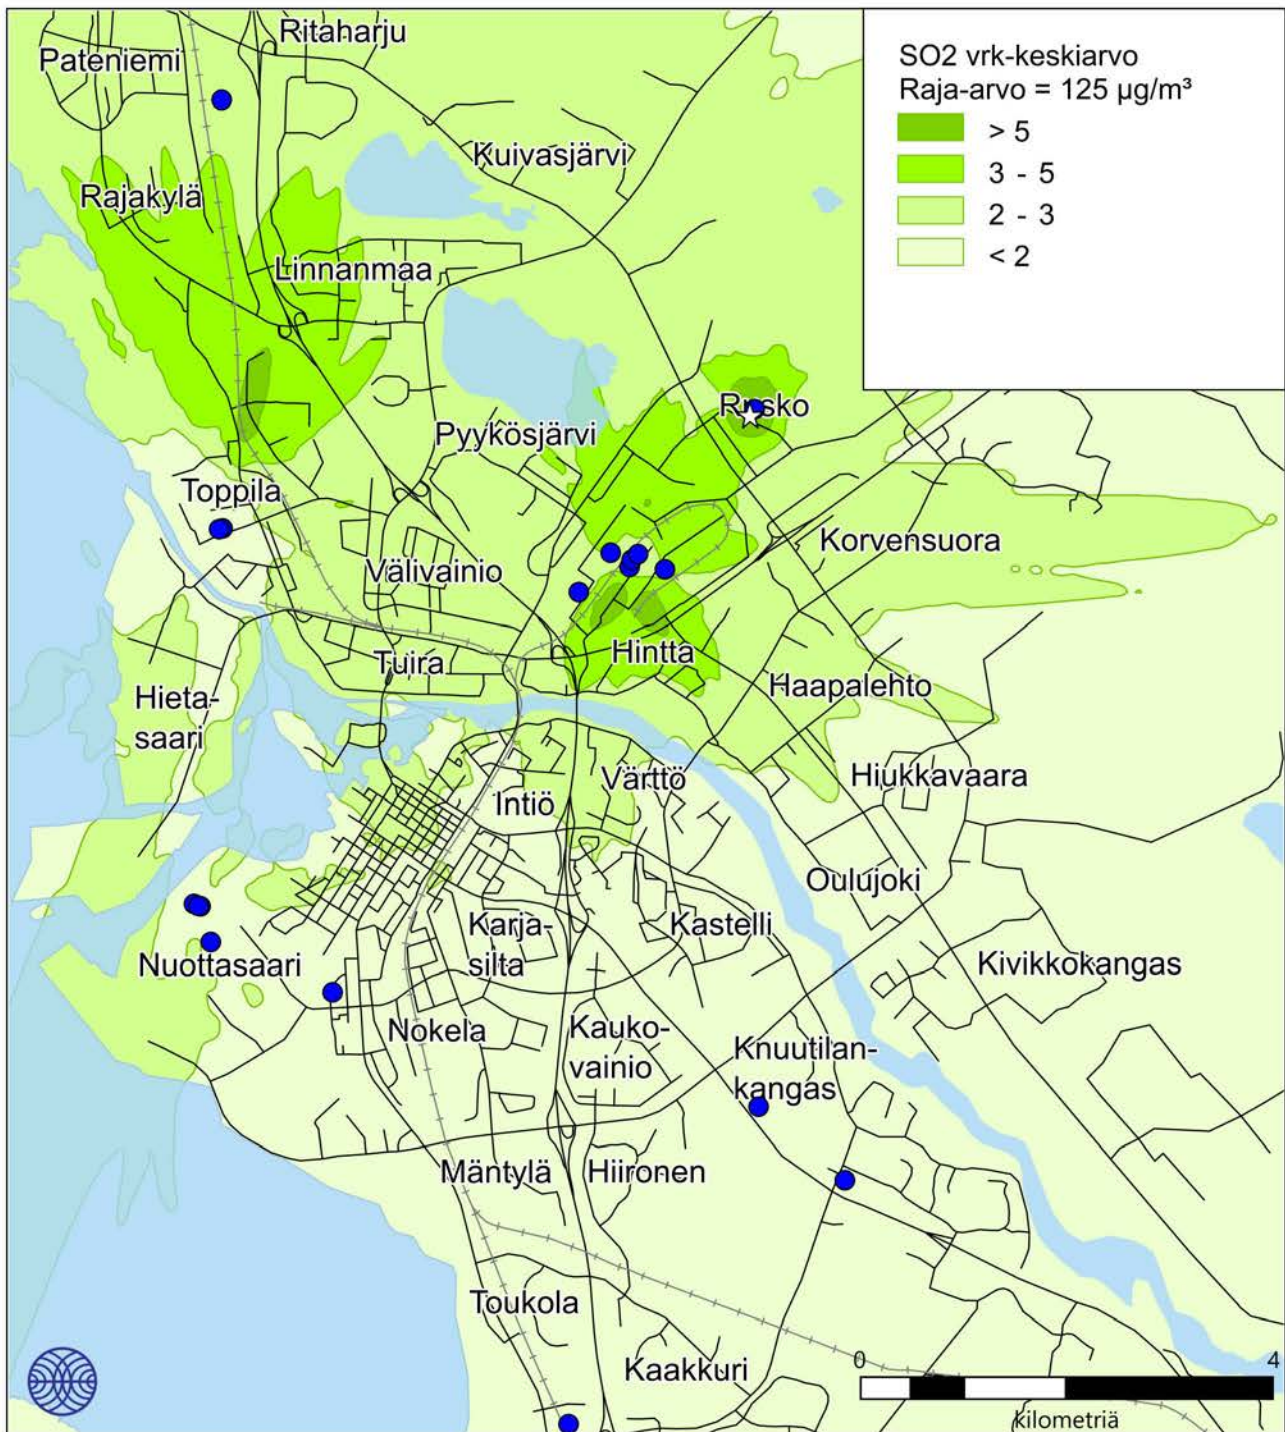 Ritaharju
Pateniemi
SO2 vrk-keskiarvo
Raja-arvo = 125 µg/m³
> 5
3 - 5
2 - 3
< 2
Kuivasjärvi
Rajakylä
Linnanmaa
Rusko
Pyykösjärvi
Toppila
Korvensuora
Välivainio
Hintta
Tuira
Haapalehto
Hieta-
saari
Hiukkavaara
Värttö
Intiö
Oulujoki
Karja-
silta
Kastelli
Nuottasaari
Kivikkokangas
Nokela
Kauko-
vainio
Knuutilan-
kangas
Mäntylä
Hiironen
Toukola
Kaakkuri
0
4
kilometriä